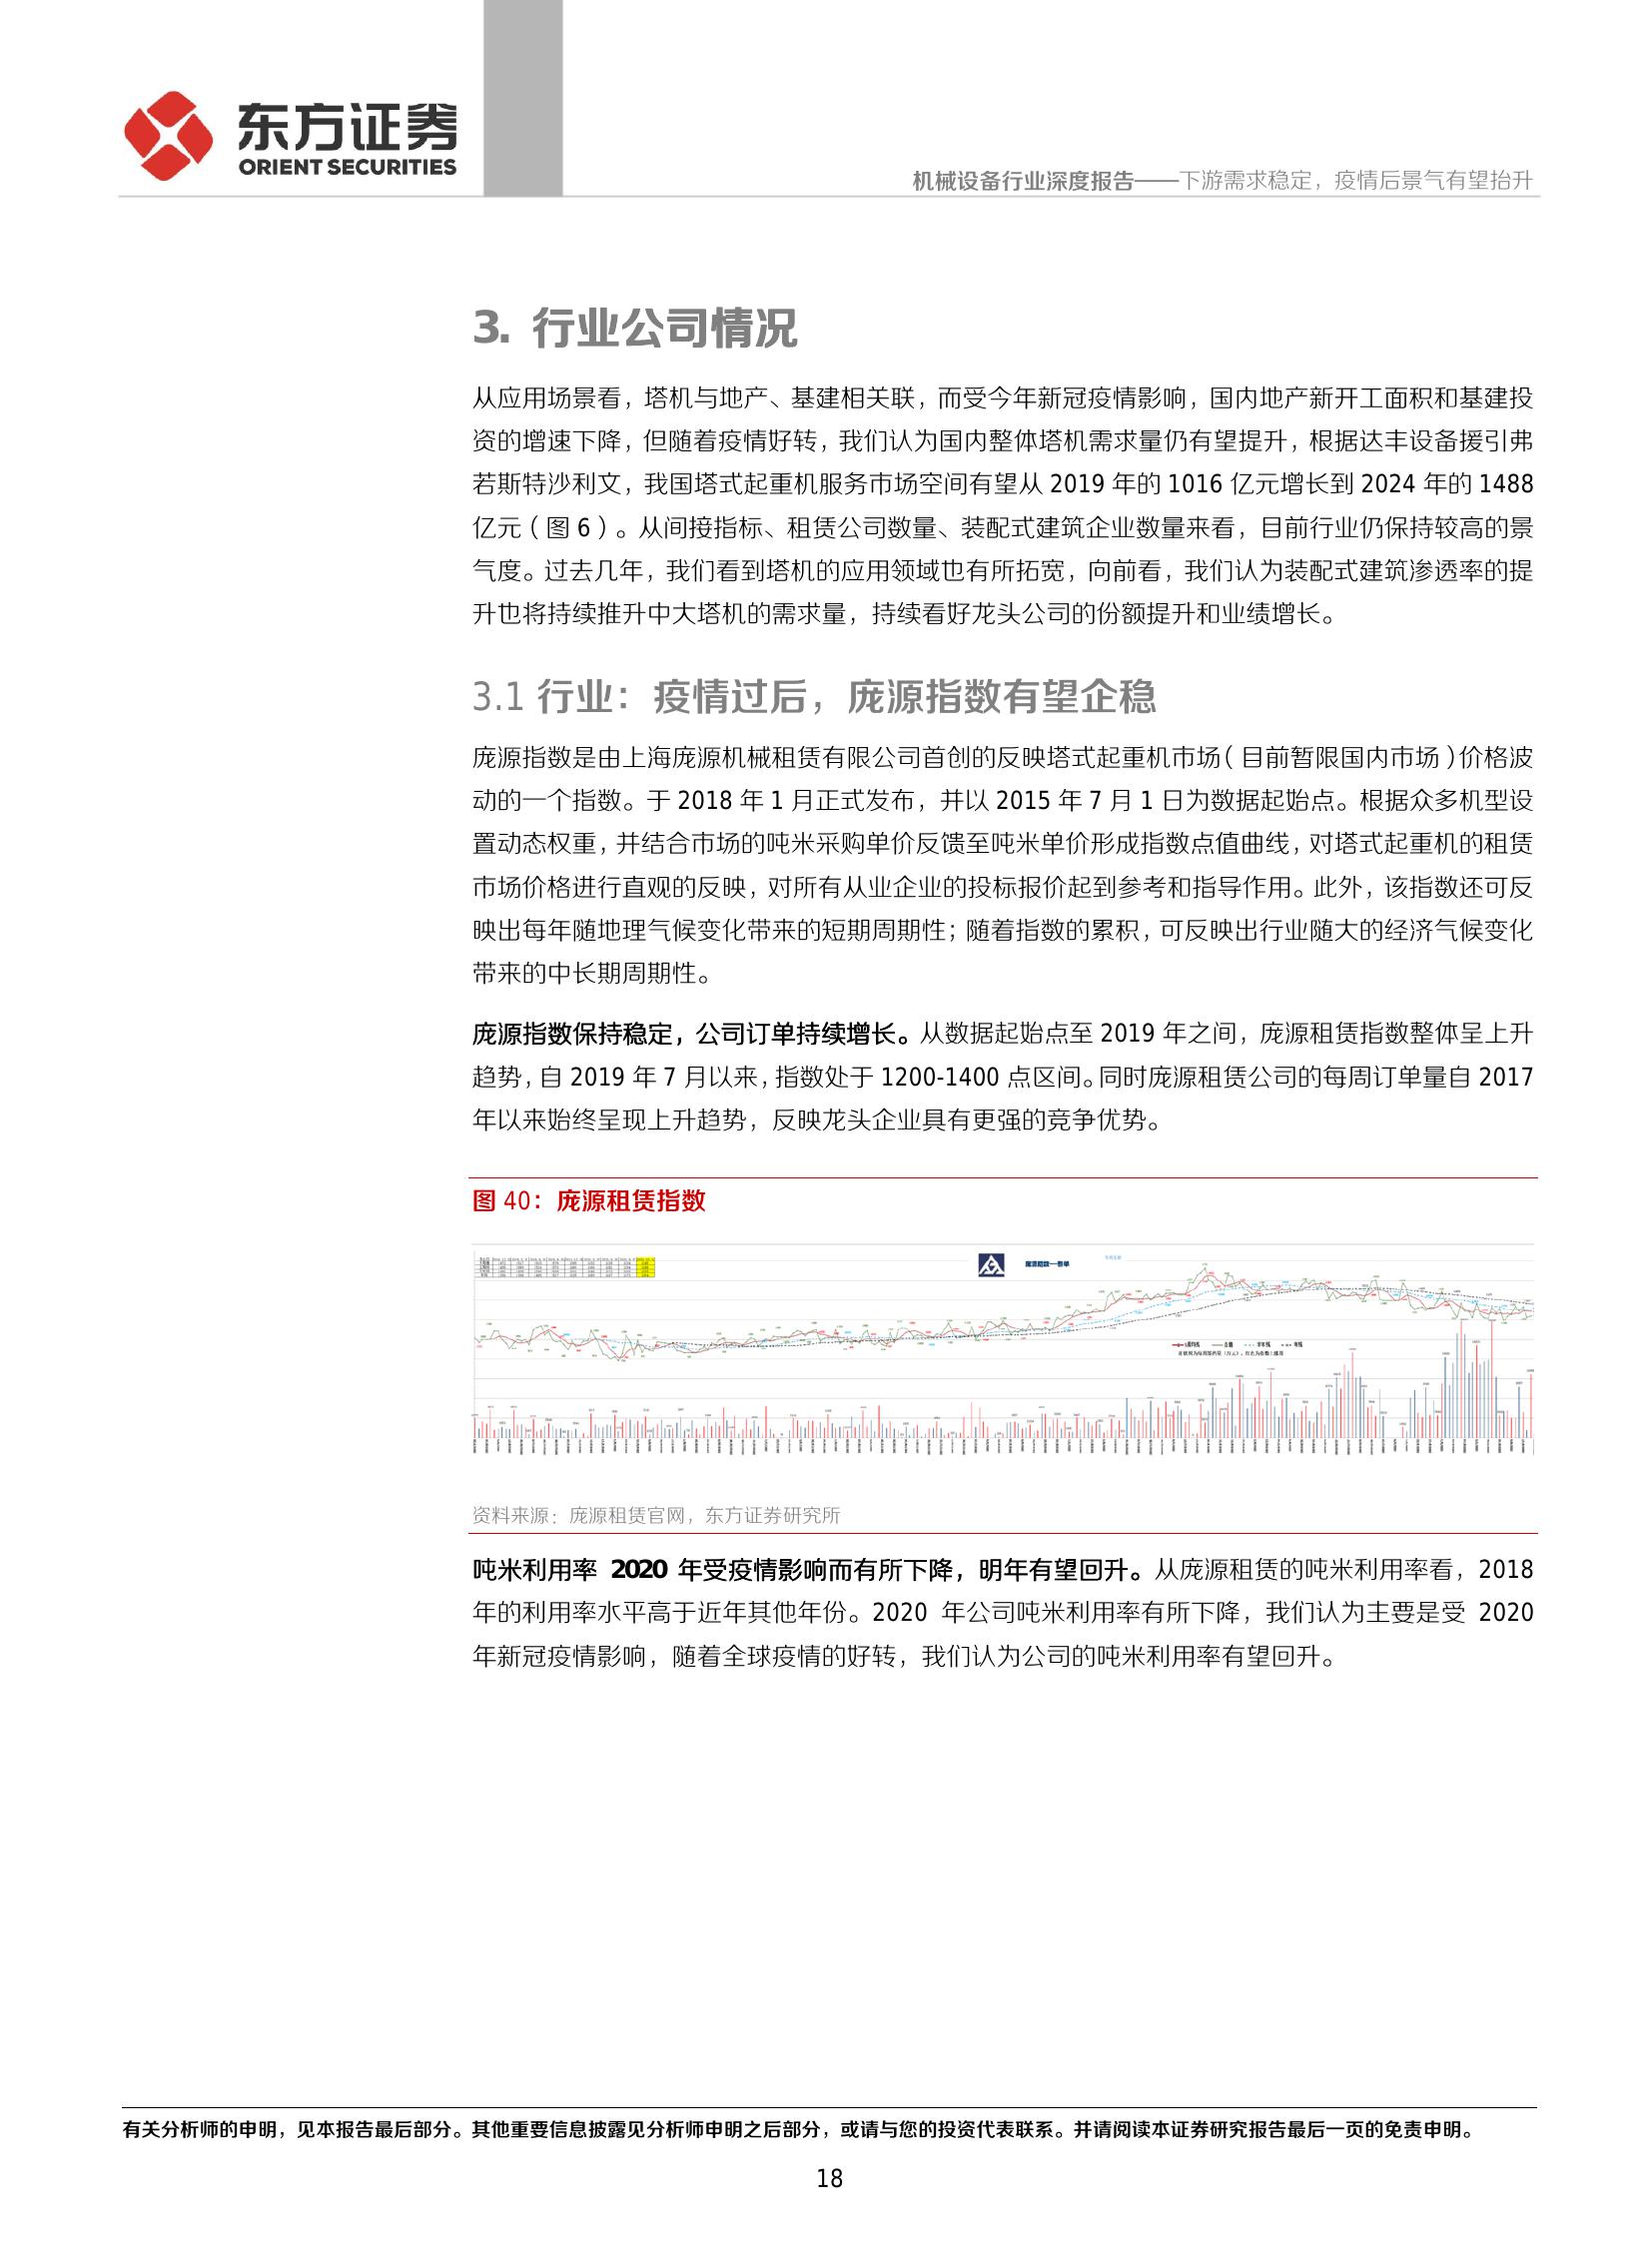 东方证券
ORIENT SECURITIES
机械设备行业深度报告——下游需求稳定，疫情后景气有望抬升
3. 行业公司情况
从应用场景看，塔机与地产、基建相关联，而受今年新冠疫情影响，国内地产新开工面积和基建投
资的增速下降，但随着疫情好转，我们认为国内整体塔机需求量仍有望提升，根据达丰设备援引弗
若斯特沙利文，我国塔式起重机服务市场空间有望从 2019 年的 1016 亿元增长到 2024 年的 1488
亿元（图 6）。从间接指标、租赁公司数量、装配式建筑企业数量来看，目前行业仍保持较高的景
气度。过去几年，我们看到塔机的应用领域也有所拓宽，向前看，我们认为装配式建筑渗透率的提
升也将持续推升中大塔机的需求量，持续看好龙头公司的份额提升和业绩增长。
3.1 行业：疫情过后，庞源指数有望企稳
庞源指数是由上海庞源机械租赁有限公司首创的反映塔式起重机市场（目前暂限国内市场）价格波
动的一个指数。于 2018 年 1 月正式发布，并以 2015 年 7 月 1 日为数据起始点。根据众多机型设
置动态权重，并结合市场的吨米采购单价反馈至吨米单价形成指数点值曲线，对塔式起重机的租赁
市场价格进行直观的反映，对所有从业企业的投标报价起到参考和指导作用。此外，该指数还可反
映出每年随地理气候变化带来的短期周期性；随着指数的累积，可反映出行业随大的经济气候变化
带来的中长期周期性。
庞源指数保持稳定，公司订单持续增长。从数据起始点至 2019 年之间，庞源租赁指数整体呈上升
趋势，自 2019 年 7 月以来，指数处于 1200-1400 点区间。同时庞源租赁公司的每周订单量自 2017
年以来始终呈现上升趋势，反映龙头企业具有更强的竞争优势。
图 40：庞源租赁指数
资料来源：庞源租赁官网，东方证券研究所
吨米利用率 2020 年受疫情影响而有所下降，明年有望回升。从庞源租赁的吨米利用率看，2018
年的利用率水平高于近年其他年份。2020 年公司吨米利用率有所下降，我们认为主要是受 2020
年新冠疫情影响，随着全球疫情的好转，我们认为公司的吨米利用率有望回升。
有关分析师的申明，见本报告最后部分。其他重要信息披露见分析师申明之后部分，或请与您的投资代表联系。并请阅读本证券研究报告最后一页的免责申明。
18